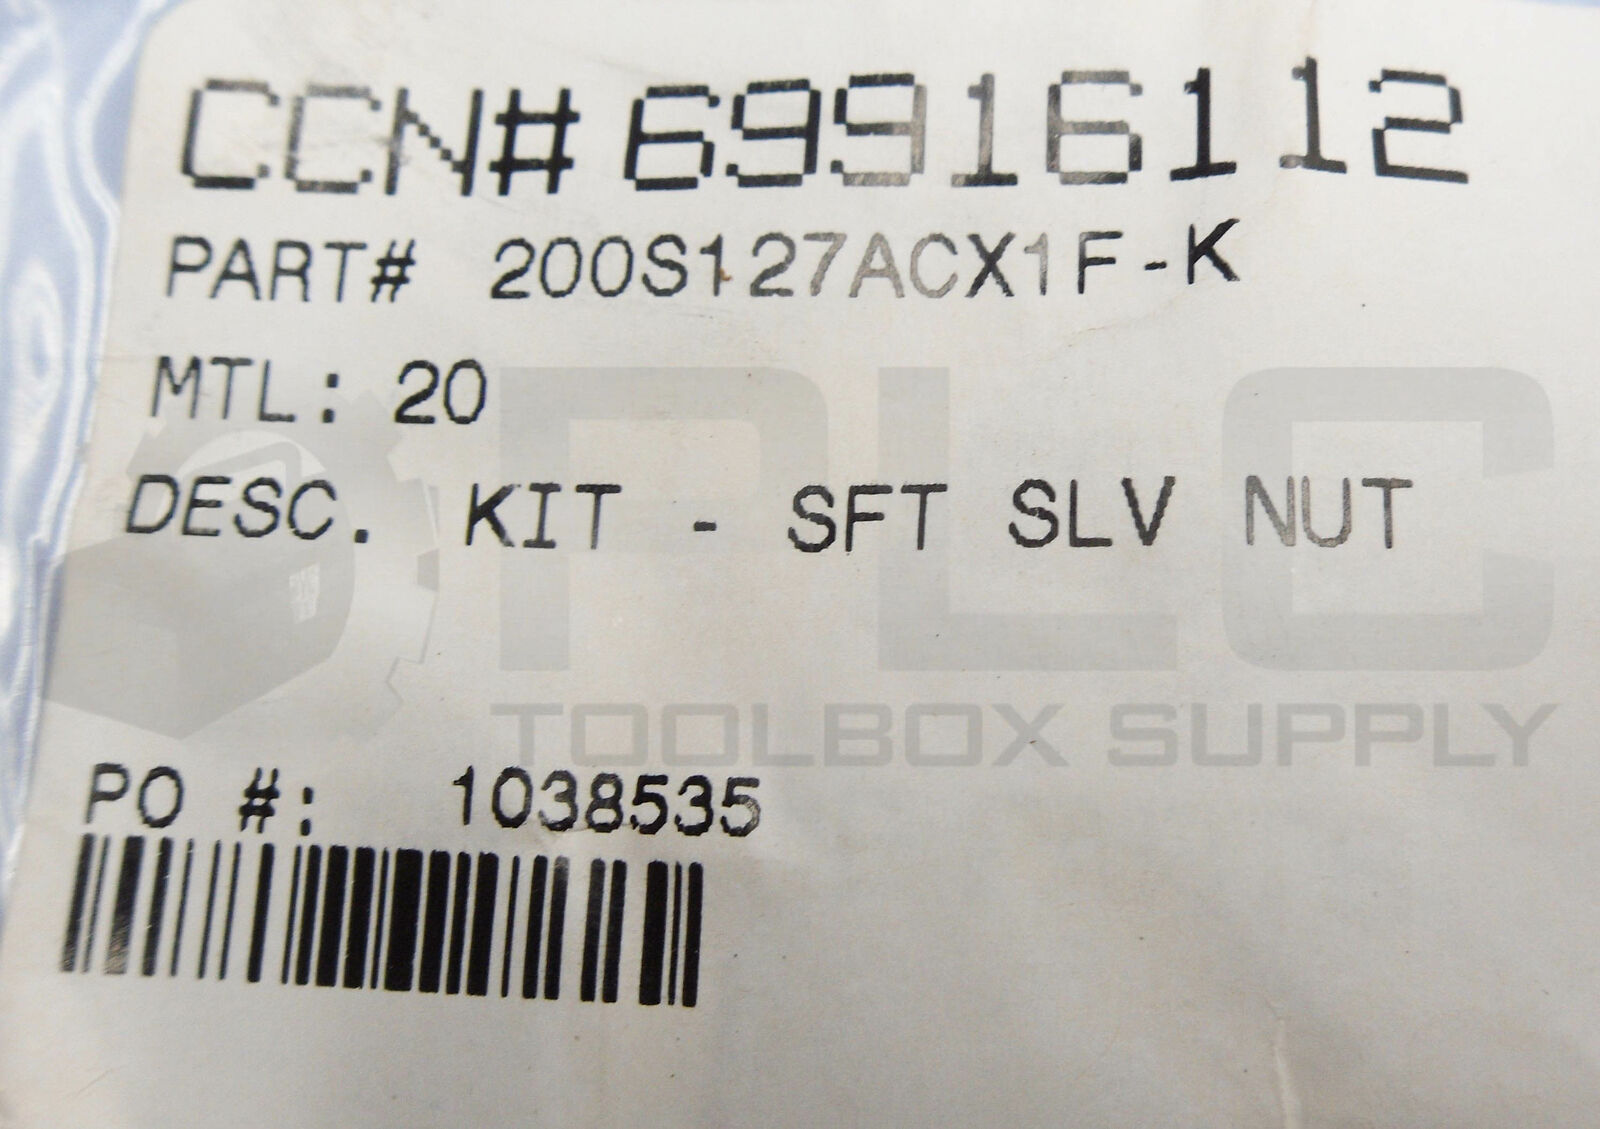 CCN# 69916112
PART# 200S127ACX1F-K
MTL: 20
DESC. KIT - SFT SLV NUT
PLC
TOOLBOX SUPPLY
PO #: 1038535